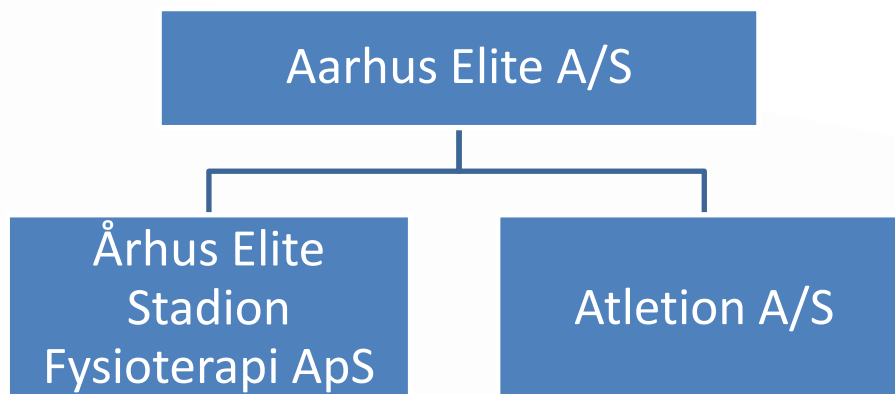 Aarhus Elite A/S
Århus Elite
Stadion
Fysioterapi ApS
Atletion A/S